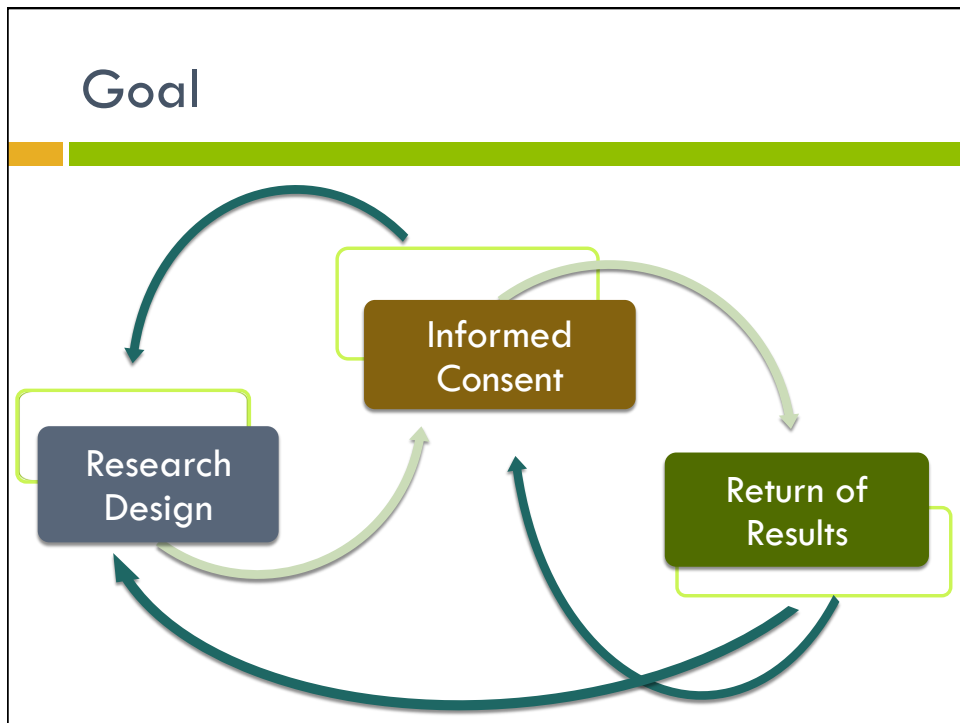 Goal
Informed
Consent
Research
Design
Return of
Results